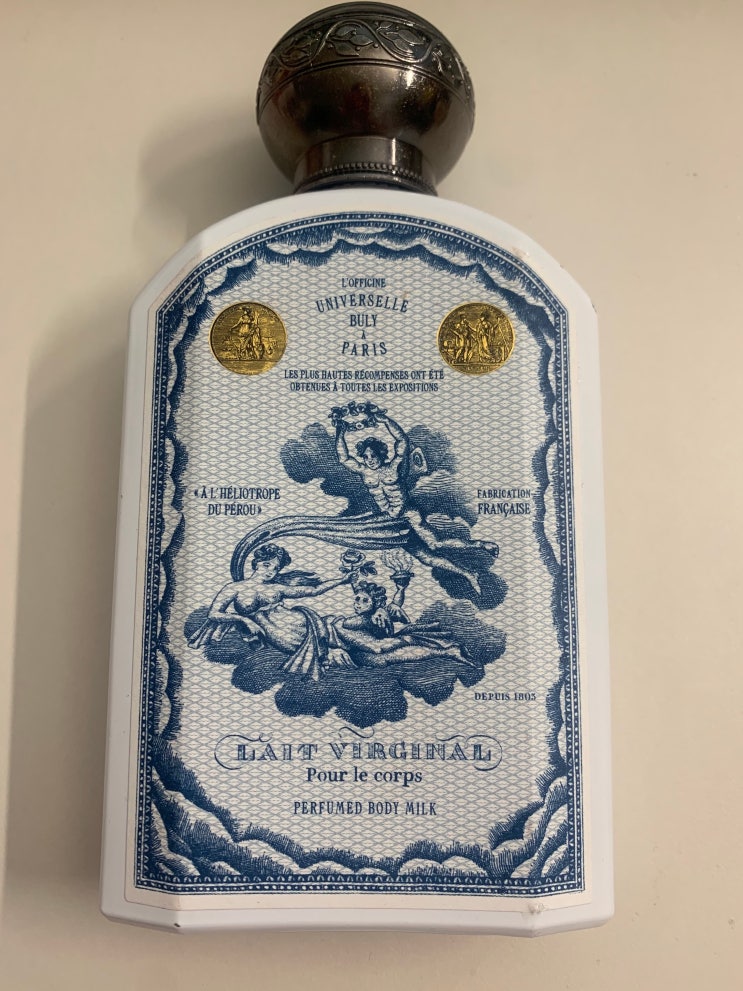 L'OFFICINE
UNIVERSELLE
BULY
À
PARIS
LES PLUS HAUTES RÉCOMPENSES ONT ÉTÉ
OBTENUES À TOUTES LES EXPOSITIONS
« À L'HÉLIOTROPE
DU PÉROU »
FABRICATION
FRANÇAISE
DEPUIS 1803
LAIT VIRGINAL
Pour le corps
PERFUMED BODY MILK